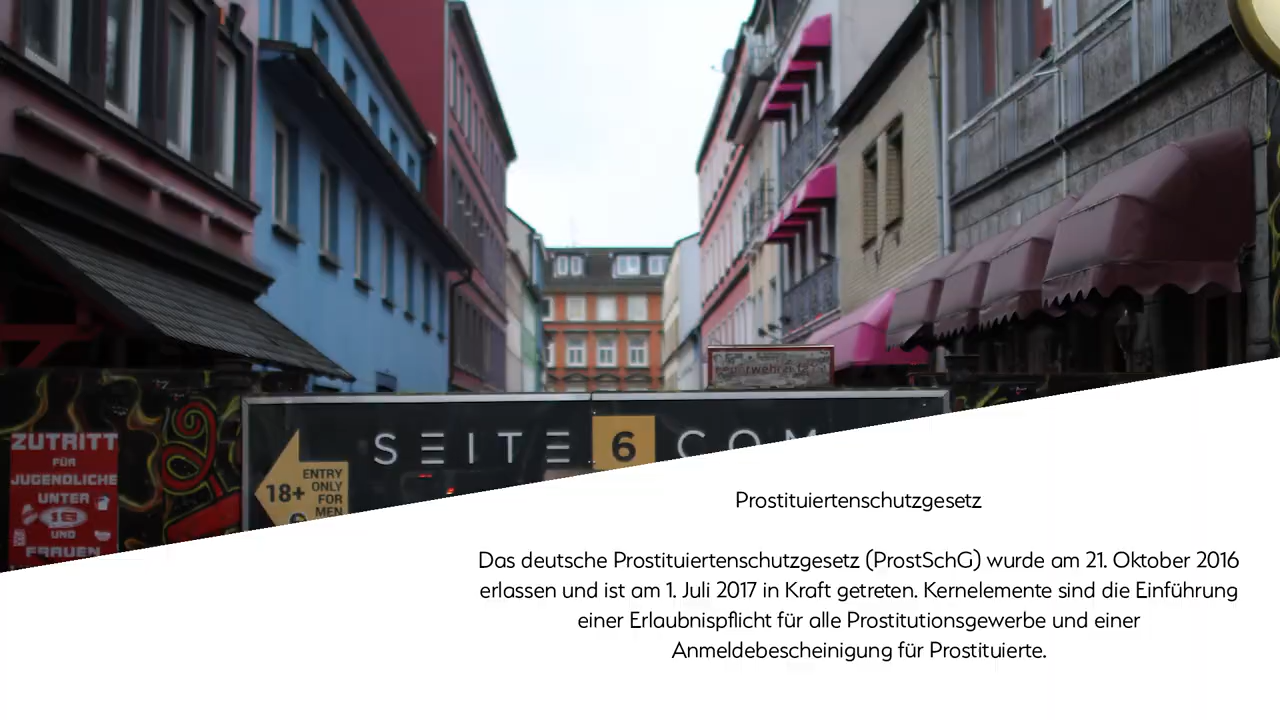 SEITE 6 COM
18+
ENTRY
ONLY
FOR
MEN
ZUTRITT
FÜR
JUGENDLICHE
UNTER
18
UND
FRAUEN
Prostituiertenschutzgesetz
Das deutsche Prostituiertenschutzgesetz (ProstSchG) wurde am 21. Oktober 2016
erlassen und ist am 1. Juli 2017 in Kraft getreten. Kernelemente sind die Einführung
einer Erlaubnispflicht für alle Prostitutionsgewerbe und einer
Anmeldebescheinigung für Prostituierte.